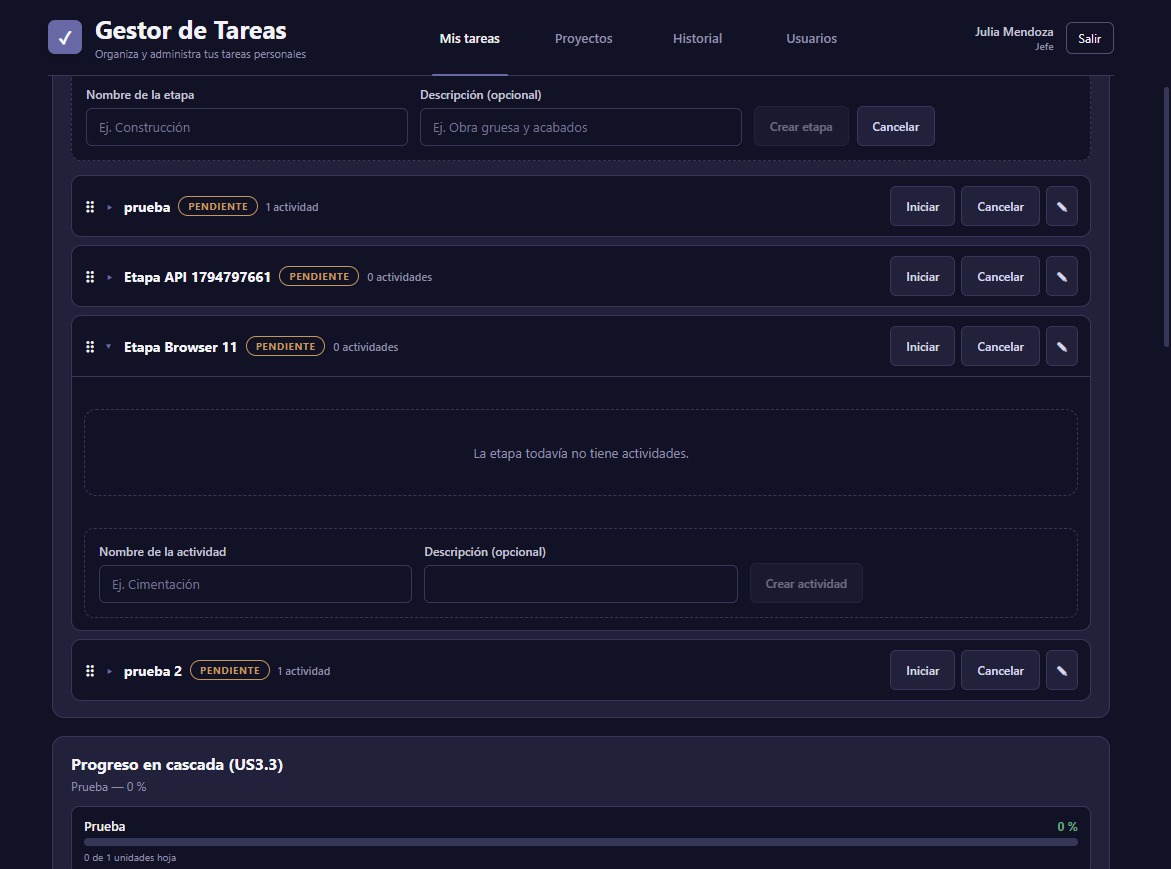 Gestor de Tareas
Organiza y administra tus tareas personales
Mis tareas
Proyectos
Historial
Usuarios
Julia Mendoza
Jefe
Salir
Nombre de la etapa
Descripción (opcional)
Ej. Construcción
Ej. Obra gruesa y acabados
Crear etapa
Cancelar
prueba PENDIENTE 1 actividad
Iniciar
Cancelar
Etapa API 1794797661 PENDIENTE 0 actividades
Iniciar
Cancelar
Etapa Browser 11 PENDIENTE 0 actividades
Iniciar
Cancelar
La etapa todavía no tiene actividades.
Nombre de la actividad
Descripción (opcional)
Ej. Cimentación
Crear actividad
prueba 2 PENDIENTE 1 actividad
Iniciar
Cancelar
Progreso en cascada (US3.3)
Prueba — 0 %
Prueba
0 %
0 de 1 unidades hoja